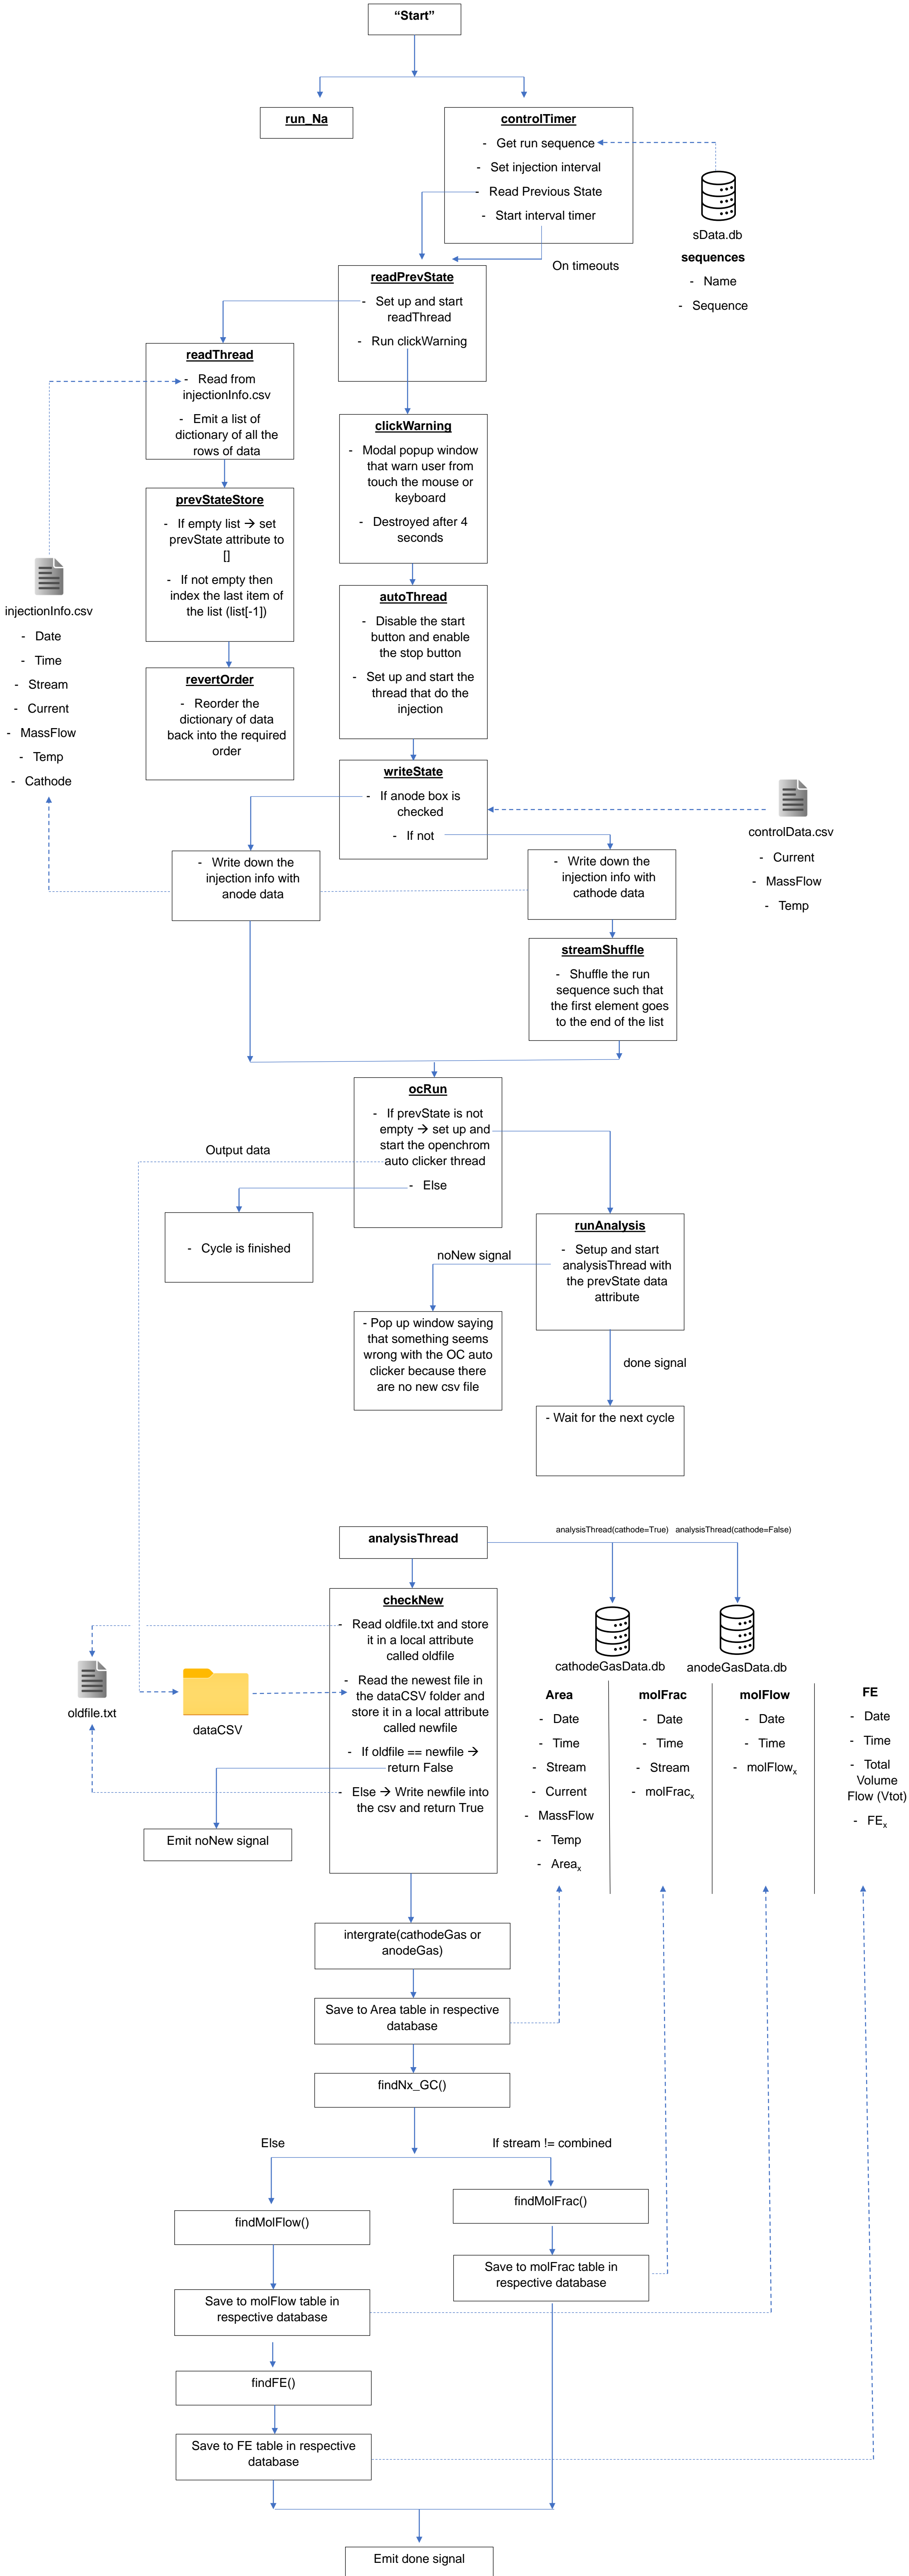 “Start”
run_Na
controlTimer
- Get run sequence
- Set injection interval
- Read Previous State
- Start interval timer
sData.db
sequences
- Name
- Sequence
On timeouts
readPrevState
- Set up and start
readThread
- Run clickWarning
readThread
- Read from
injectionInfo.csv
- Emit a list of
dictionary of all the
rows of data
clickWarning
- Modal popup window
that warn user from
touch the mouse or
keyboard
- Destroyed after 4
seconds
prevStateStore
- If empty list → set
prevState attribute to
[]
- If not empty then
index the last item of
the list (list[-1])
injectionInfo.csv
- Date
- Time
- Stream
- Current
- MassFlow
- Temp
- Cathode
autoThread
- Disable the start
button and enable
the stop button
- Set up and start the
thread that do the
injection
revertOrder
- Reorder the
dictionary of data
back into the required
order
writeState
- If anode box is
checked
- If not
controlData.csv
- Current
- MassFlow
- Temp
- Write down the
injection info with
anode data
- Write down the
injection info with
cathode data
streamShuffle
- Shuffle the run
sequence such that
the first element goes
to the end of the list
ocRun
- If prevState is not
empty → set up and
start the openchrom
auto clicker thread
- Else
Output data
- Cycle is finished
runAnalysis
- Setup and start
analysisThread with
the prevState data
attribute
noNew signal
- Pop up window saying
that something seems
wrong with the OC auto
clicker because there
are no new csv file
done signal
- Wait for the next cycle
analysisThread
analysisThread(cathode=True) analysisThread(cathode=False)
checkNew
- Read oldfile.txt and store
it in a local attribute
called oldfile
- Read the newest file in
the dataCSV folder and
store it in a local attribute
called newfile
- If oldfile == newfile →
return False
- Else → Write newfile into
the csv and return True
oldfile.txt
dataCSV
cathodeGasData.db
anodeGasData.db
Area
- Date
- Time
- Stream
- Current
- MassFlow
- Temp
- Areax
molFrac
- Date
- Time
- Stream
- molFracx
molFlow
- Date
- Time
- molFlowx
FE
- Date
- Time
- Total
Volume
Flow (Vtot)
- FEx
Emit noNew signal
intergrate(cathodeGas or
anodeGas)
Save to Area table in respective
database
findNx_GC()
Else
If stream != combined
findMolFlow()
findMolFrac()
Save to molFlow table in
respective database
Save to molFrac table in
respective database
findFE()
Save to FE table in respective
database
Emit done signal